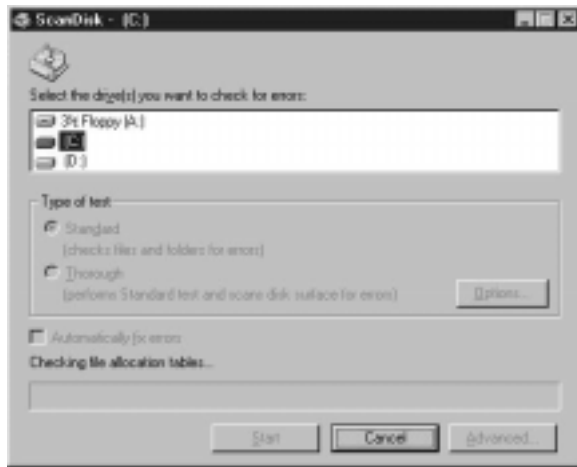 ScanDisk - (C:)
Select the drive(s) you want to check for errors:
3½ Floppy (A:)
(C:)
(D:)
Type of test
Standard
(checks files and folders for errors)
Thorough
(performs Standard test and scans disk surface for errors)
Options...
Automatically fix errors
Checking file allocation tables...
Start Cancel Advanced...